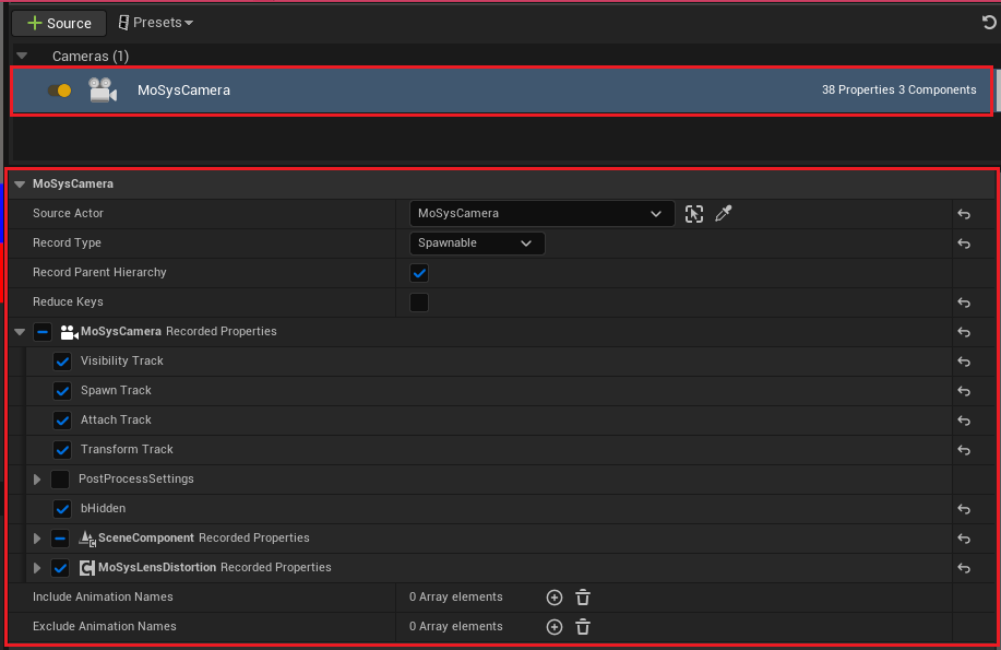 + Source Presets
Cameras (1)
MoSysCamera 38 Properties 3 Components
MoSysCamera
Source Actor MoSysCamera
Record Type Spawnable
Record Parent Hierarchy
Reduce Keys
MoSysCamera Recorded Properties
Visibility Track
Spawn Track
Attach Track
Transform Track
PostProcessSettings
bHidden
SceneComponent Recorded Properties
MoSysLensDistortion Recorded Properties
Include Animation Names 0 Array elements
Exclude Animation Names 0 Array elements